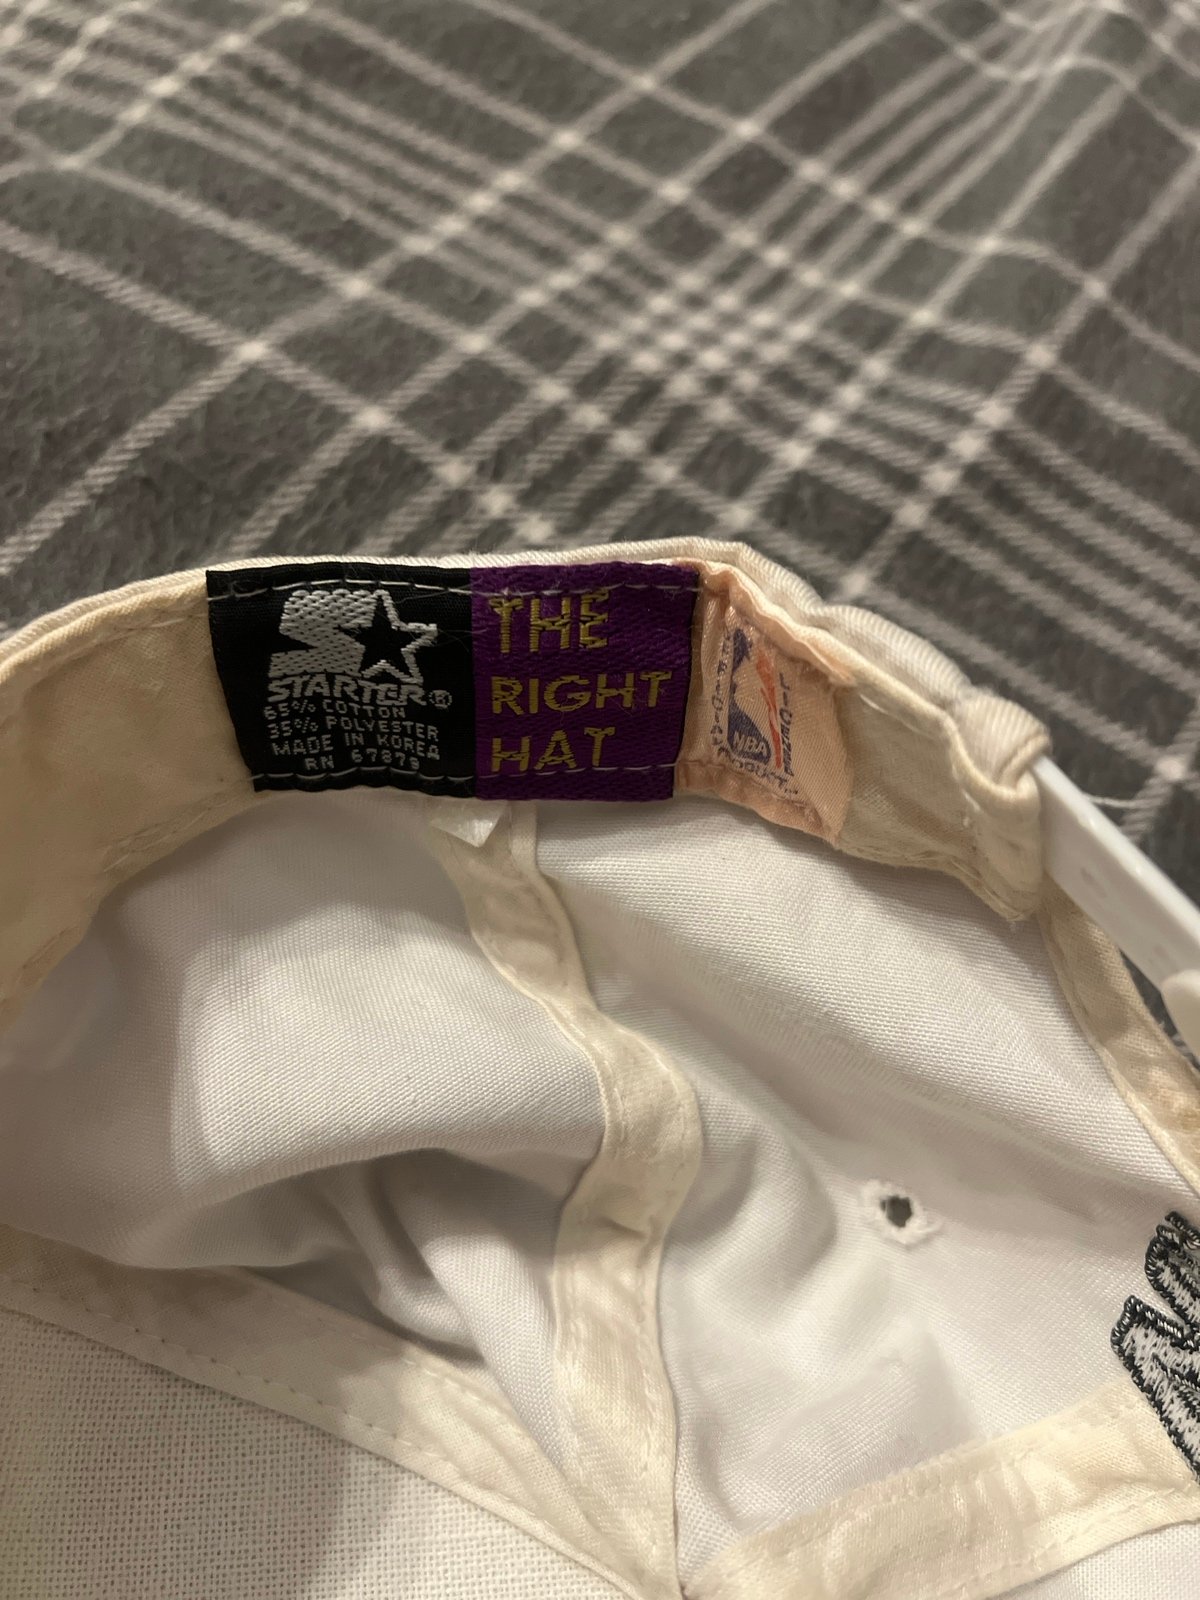 STARTER®
65% COTTON
35% POLYESTER
MADE IN KOREA
RN 67879
THE
RIGHT
HAT
NBA